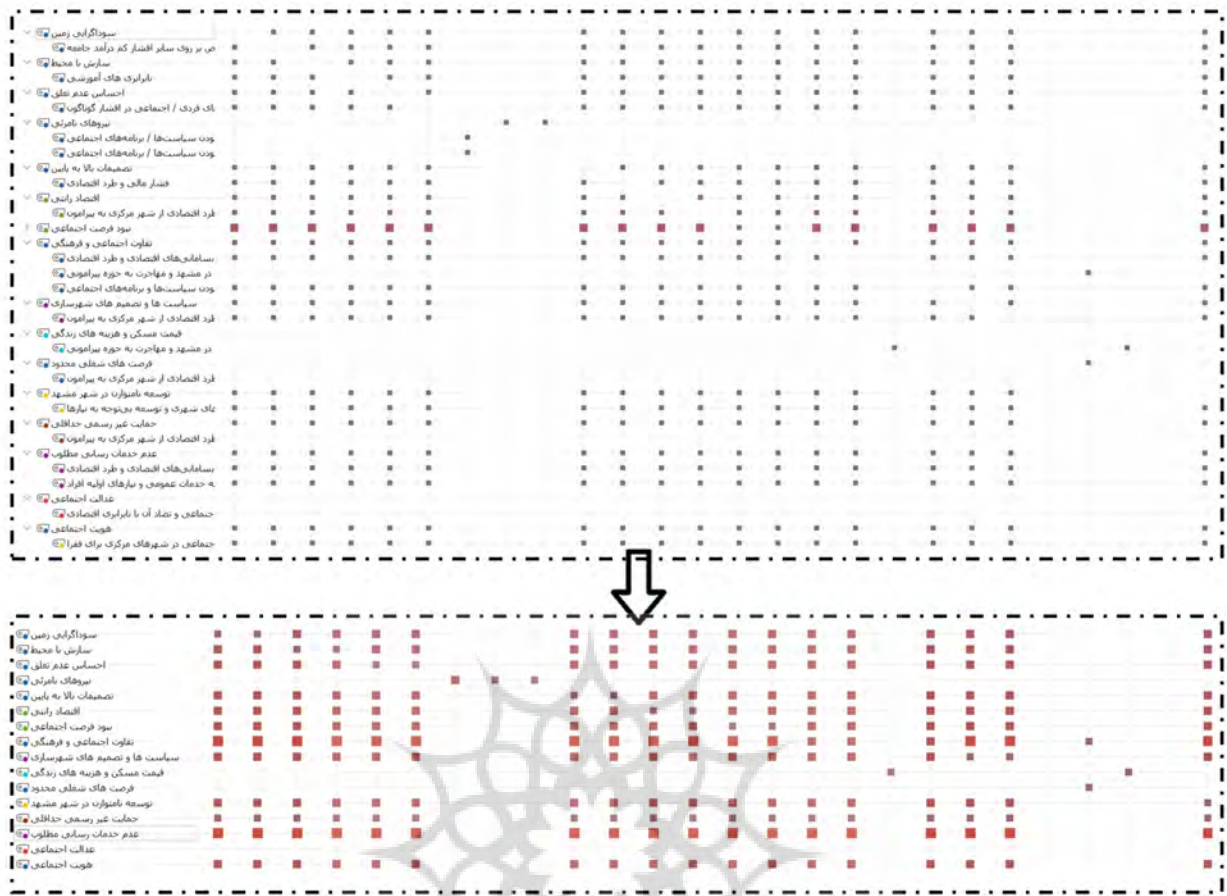 سوداگرایی زمین
ض بر روی سایر اقشار کم درآمد جامعه
سازش با محیط
نابرابری های آموزشی
احساس عدم تعلق
ای فردی / اجتماعی در اقشار گوناگون
نیروهای نامرئی
ودن سیاست‌ها / برنامه‌های اجتماعی
ودن سیاست‌ها / برنامه‌های اجتماعی
تصمیمات بالا به پایین
فشار مالی و طرد اقتصادی
اقتصاد رانتی
طرد اقتصادی از شهر مرکزی به پیرامون
نبود فرصت اجتماعی
تفاوت اجتماعی و فرهنگی
بسامانی‌های اقتصادی و طرد اقتصادی
در مشهد و مهاجرت به حوزه پیرامونی
ودن سیاست‌ها و برنامه‌های اجتماعی
سیاست ها و تصمیم های شهرسازی
طرد اقتصادی از شهر مرکزی به پیرامون
قیمت مسکن و هزینه های زندگی
در مشهد و مهاجرت به حوزه پیرامونی
فرصت های شغلی محدود
طرد اقتصادی از شهر مرکزی به پیرامون
توسعه نامتوازن در شهر مشهد
های شهری و توسعه بی‌توجه به نیازها
حمایت غیر رسمی حداقلی
طرد اقتصادی از شهر مرکزی به پیرامون
عدم خدمات رسانی مطلوب
بسامانی‌های اقتصادی و طرد اقتصادی
به خدمات عمومی و نیازهای اولیه افراد
عدالت اجتماعی
جتماعی و تضاد آن با نابرابری اقتصادی
هویت اجتماعی
جتماعی در شهرهای مرکزی برای فقرا
سوداگرایی زمین
سازش با محیط
احساس عدم تعلق
نیروهای نامرئی
تصمیمات بالا به پایین
اقتصاد رانتی
نبود فرصت اجتماعی
تفاوت اجتماعی و فرهنگی
سیاست ها و تصمیم های شهرسازی
قیمت مسکن و هزینه های زندگی
فرصت های شغلی محدود
توسعه نامتوازن در شهر مشهد
حمایت غیر رسمی حداقلی
عدم خدمات رسانی مطلوب
عدالت اجتماعی
هویت اجتماعی